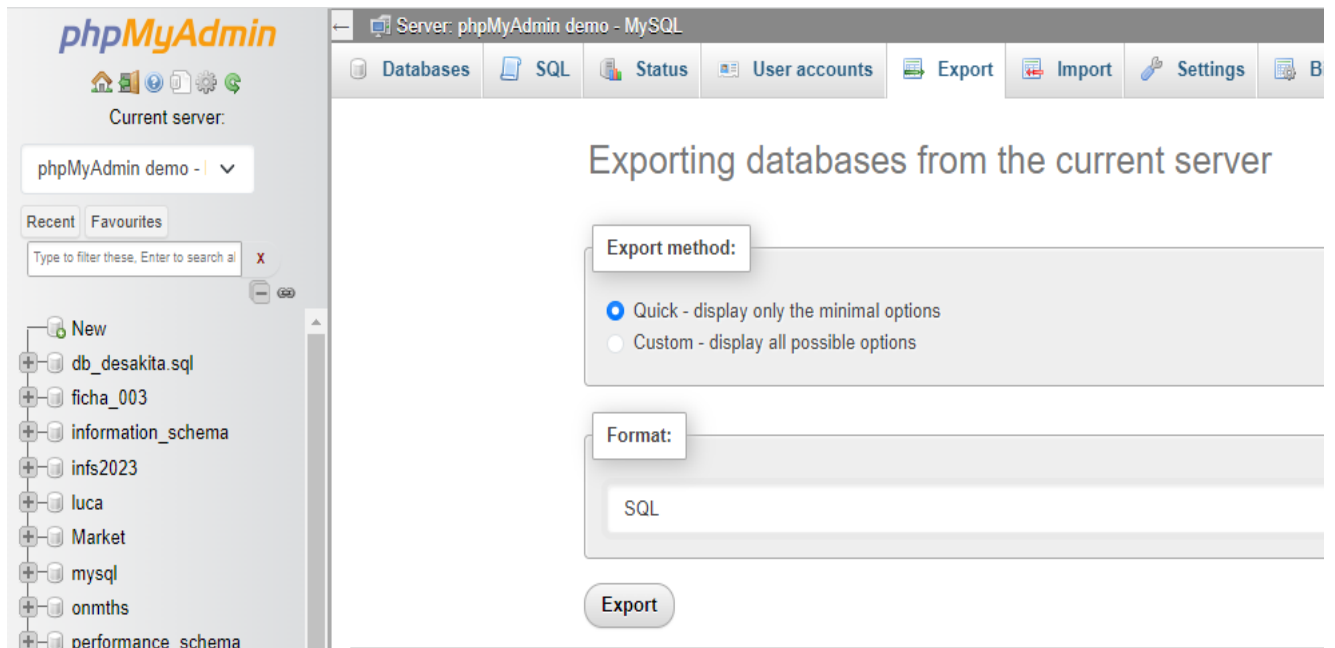 phpMyAdmin
Current server:
phpMyAdmin demo -
Recent Favourites
Type to filter these, Enter to search al X
New
db_desakita.sql
ficha_003
information_schema
infs2023
luca
Market
mysql
onmths
performance_schema
← Server: phpMyAdmin demo - MySQL
Databases SQL Status User accounts Export Import Settings
Exporting databases from the current server
Export method:
Quick - display only the minimal options
Custom - display all possible options
Format:
SQL
Export